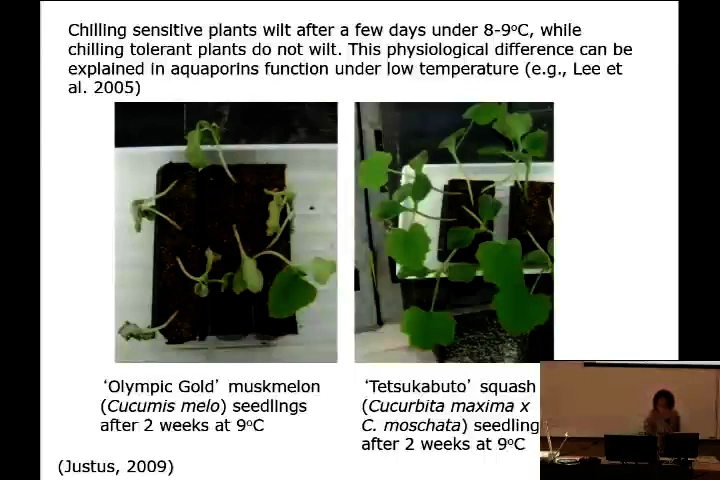 Chilling sensitive plants wilt after a few days under 8-9ºC, while
chilling tolerant plants do not wilt. This physiological difference can be
explained in aquaporins function under low temperature (e.g., Lee et
al. 2005)
‘Olympic Gold’ muskmelon
(Cucumis melo) seedlings
after 2 weeks at 9ºC
‘Tetsukabuto’ squash
(Cucurbita maxima x
C. moschata) seedling
after 2 weeks at 9ºC
(Justus, 2009)